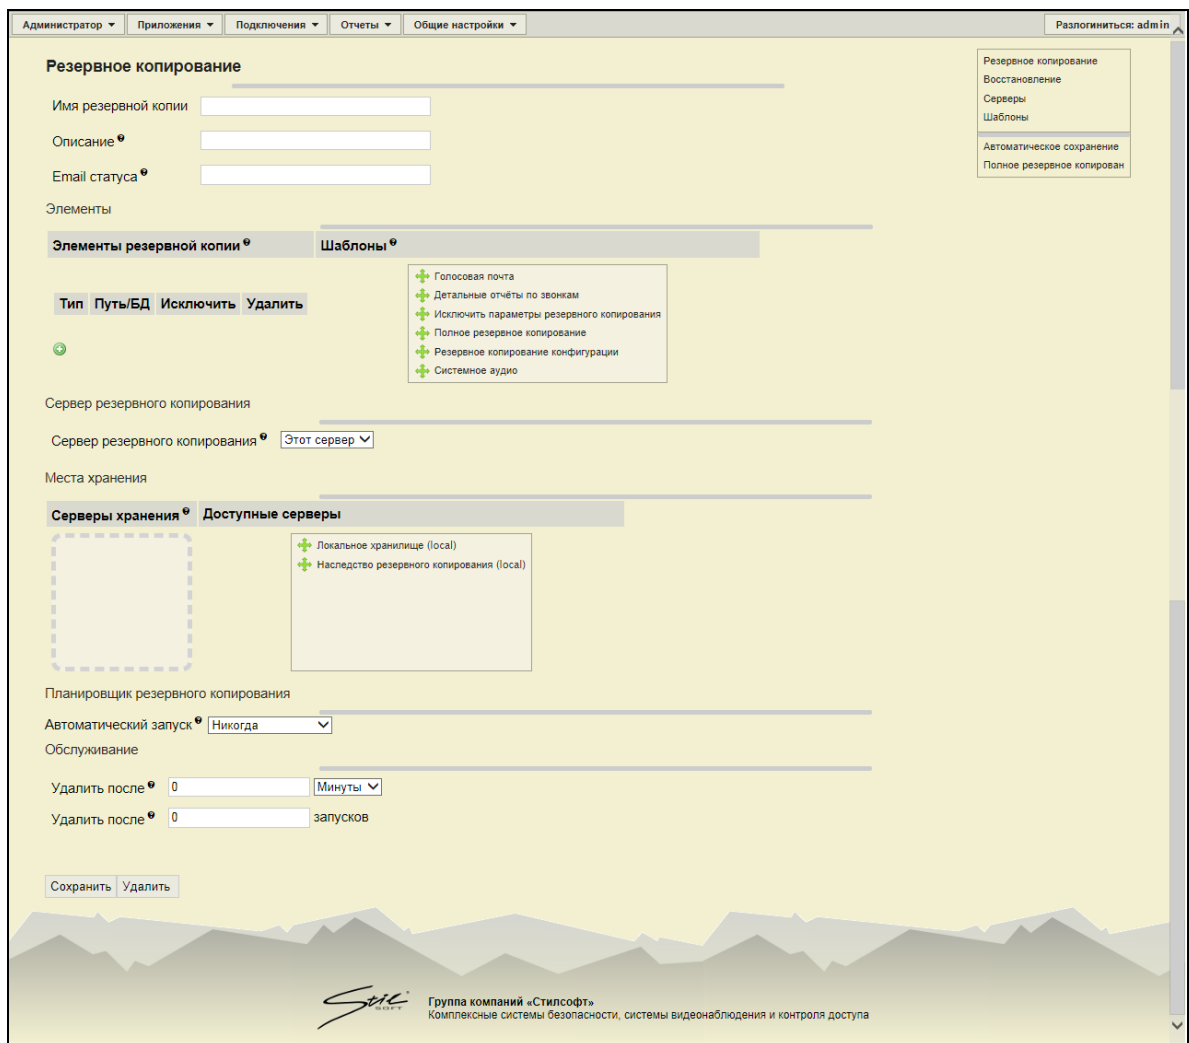 Администратор Приложения Подключения Отчеты Общие настройки Разлогиниться: admin
Резервное копирование
Имя резервной копии
Описание
Email статуса
Резервное копирование
Восстановление
Серверы
Шаблоны
Автоматическое сохранение
Полное резервное копирован
Элементы
Элементы резервной копии Шаблоны
Тип Путь/БД Исключить Удалить
Голосовая почта
Детальные отчёты по звонкам
Исключить параметры резервного копирования
Полное резервное копирование
Резервное копирование конфигурации
Системное аудио
Сервер резервного копирования
Сервер резервного копирования Этот сервер
Места хранения
Серверы хранения Доступные серверы
Локальное хранилище (local)
Наследство резервного копирования (local)
Планировщик резервного копирования
Автоматический запуск Никогда
Обслуживание
Удалить после 0 Минуты
Удалить после 0 запусков
Сохранить Удалить
Stil SOFT
Группа компаний «Стилсофт»
Комплексные системы безопасности, системы видеонаблюдения и контроля доступа